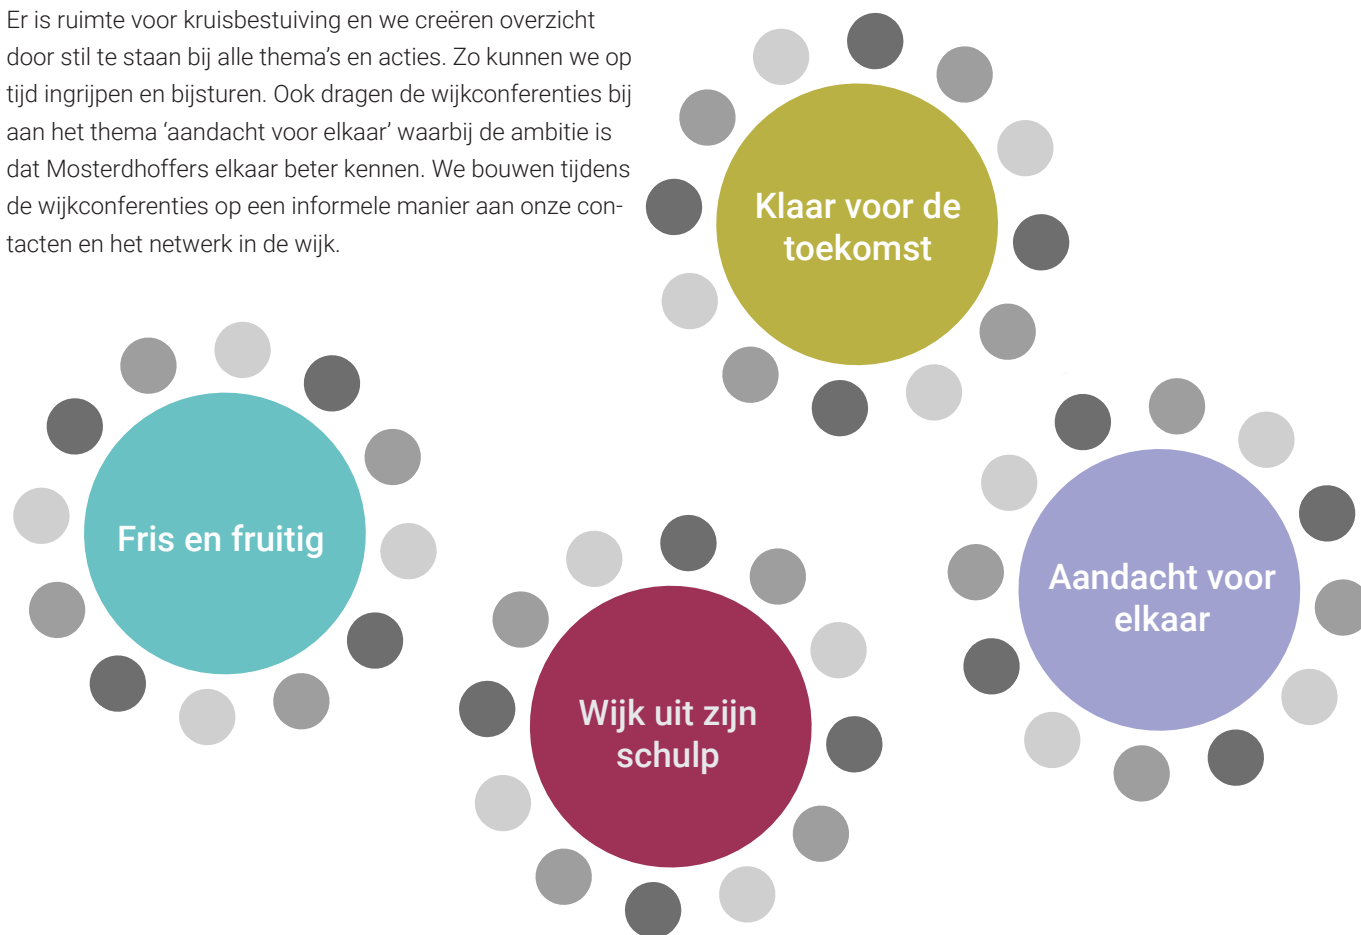 Er is ruimte voor kruisbestuiving en we creëren overzicht
door stil te staan bij alle thema’s en acties. Zo kunnen we op
tijd ingrijpen en bijsturen. Ook dragen de wijkconferenties bij
aan het thema ‘aandacht voor elkaar’ waarbij de ambitie is
dat Mosterdhoffers elkaar beter kennen. We bouwen tijdens
de wijkconferenties op een informele manier aan onze con-
tacten en het netwerk in de wijk.
Klaar voor de
toekomst
Fris en fruitig
Aandacht voor
elkaar
Wijk uit zijn
schulp